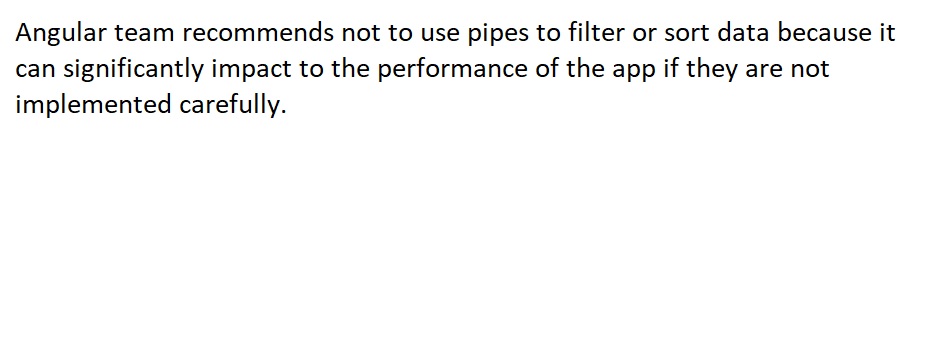 Angular team recommends not to use pipes to filter or sort data because it
can significantly impact to the performance of the app if they are not
implemented carefully.